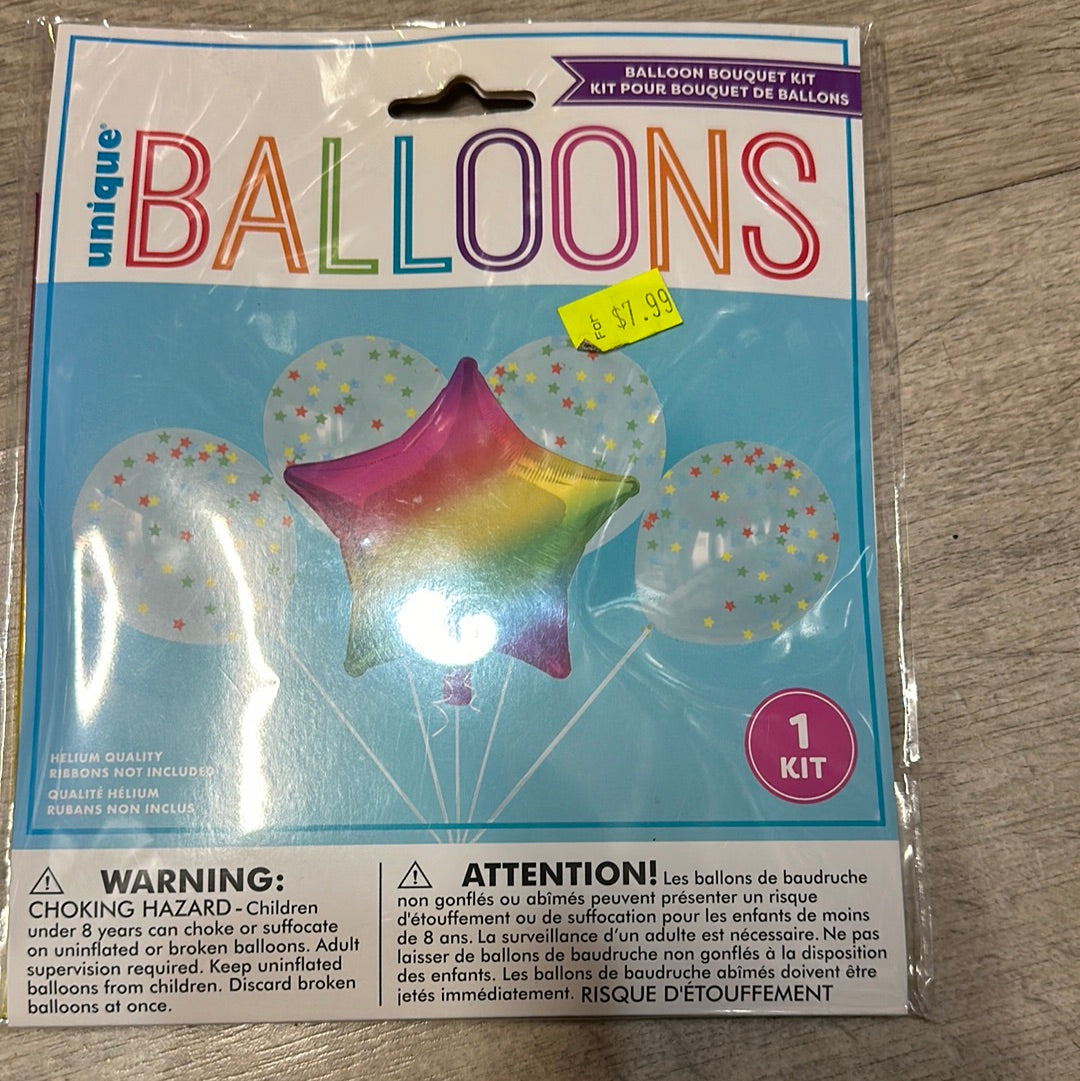 BALLOON BOUQUET KIT
KIT POUR BOUQUET DE BALLONS
unique®
BALLOONS
FOR $7.99
HELIUM QUALITY
RIBBONS NOT INCLUDED
QUALITÉ HÉLIUM
RUBANS NON INCLUS
1
KIT
WARNING:
CHOKING HAZARD - Children
under 8 years can choke or suffocate
on uninflated or broken balloons. Adult
supervision required. Keep uninflated
balloons from children. Discard broken
balloons at once.
ATTENTION! Les ballons de baudruche
non gonflés ou abîmés peuvent présenter un risque
d'étouffement ou de suffocation pour les enfants de moins
de 8 ans. La surveillance d'un adulte est nécessaire. Ne pas
laisser de ballons de baudruche non gonflés à la disposition
des enfants. Les ballons de baudruche abîmés doivent être
jetés immédiatement. RISQUE D'ÉTOUFFEMENT